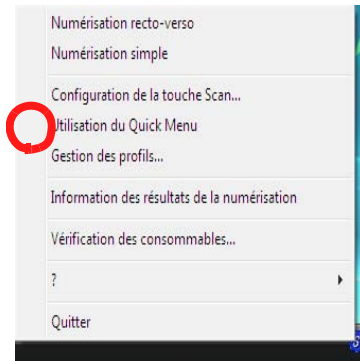 Numérisation recto-verso
Numérisation simple
Configuration de la touche Scan...
Utilisation du Quick Menu
Gestion des profils...
Information des résultats de la numérisation
Vérification des consommables...
?
Quitter